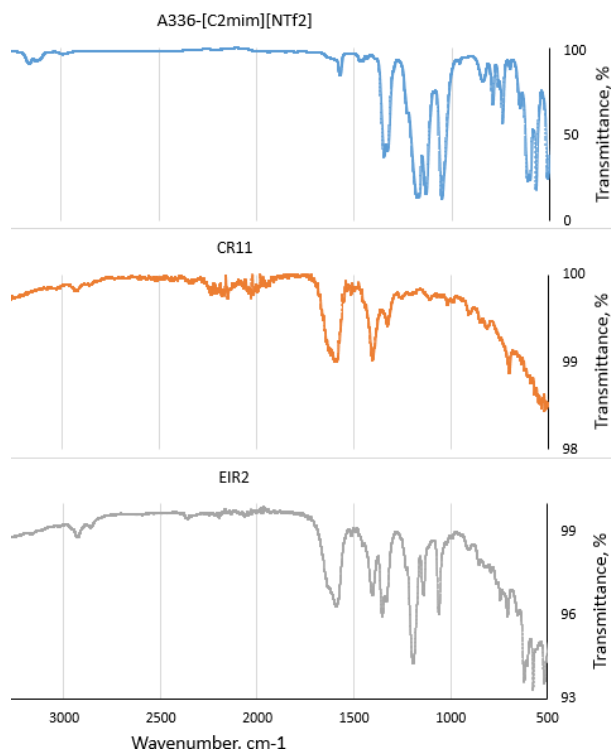 A336-[C2mim][NTf2]
100
50
0
Transmittance, %
CR11
100
99
98
Transmittance, %
EIR2
99
96
93
Transmittance, %
3000 2500 2000 1500 1000 500
Wavenumber. cm-1